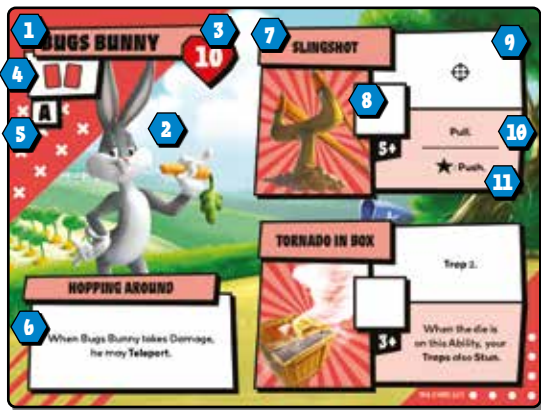 1
BUGS BUNNY
3
10
4
A
5
2
HOPPING AROUND
6
When Bugs Bunny takes Damage,
he may Teleport.
7
SLINGSHOT
9
8
5+
Pull.
10
★: Push.
11
TORNADO IN BOX
Trap 2.
3+
When the die is
on this Ability, your
Traps also Stun.